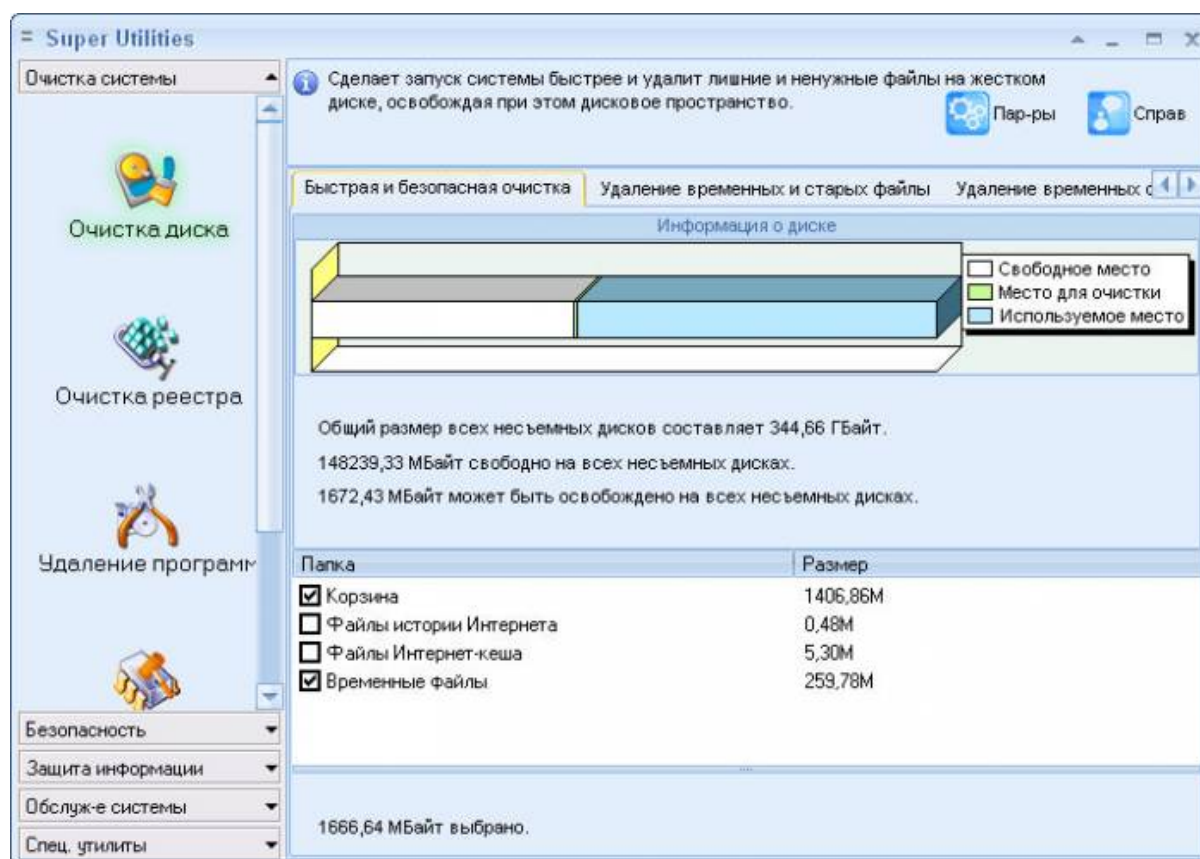 Super Utilities
Очистка системы
Очистка диска
Очистка реестра
Удаление программ
Безопасность
Защита информации
Обслуж-е системы
Спец. утилиты
Сделает запуск системы быстрее и удалит лишние и ненужные файлы на жестком
диске, освобождая при этом дисковое пространство.
Пар-ры
Справ
Быстрая и безопасная очистка
Удаление временных и старых файлы
Удаление временных
Информация о диске
Свободное место
Место для очистки
Используемое место
Общий размер всех несъемных дисков составляет 344,66 ГБайт.
148239,33 МБайт свободно на всех несъемных дисках.
1672,43 МБайт может быть освобождено на всех несъемных дисках.
Папка Размер
Корзина 1406,86М
Файлы истории Интернета 0,48М
Файлы Интернет-кеша 5,30М
Временные файлы 259,78М
1666,64 МБайт выбрано.